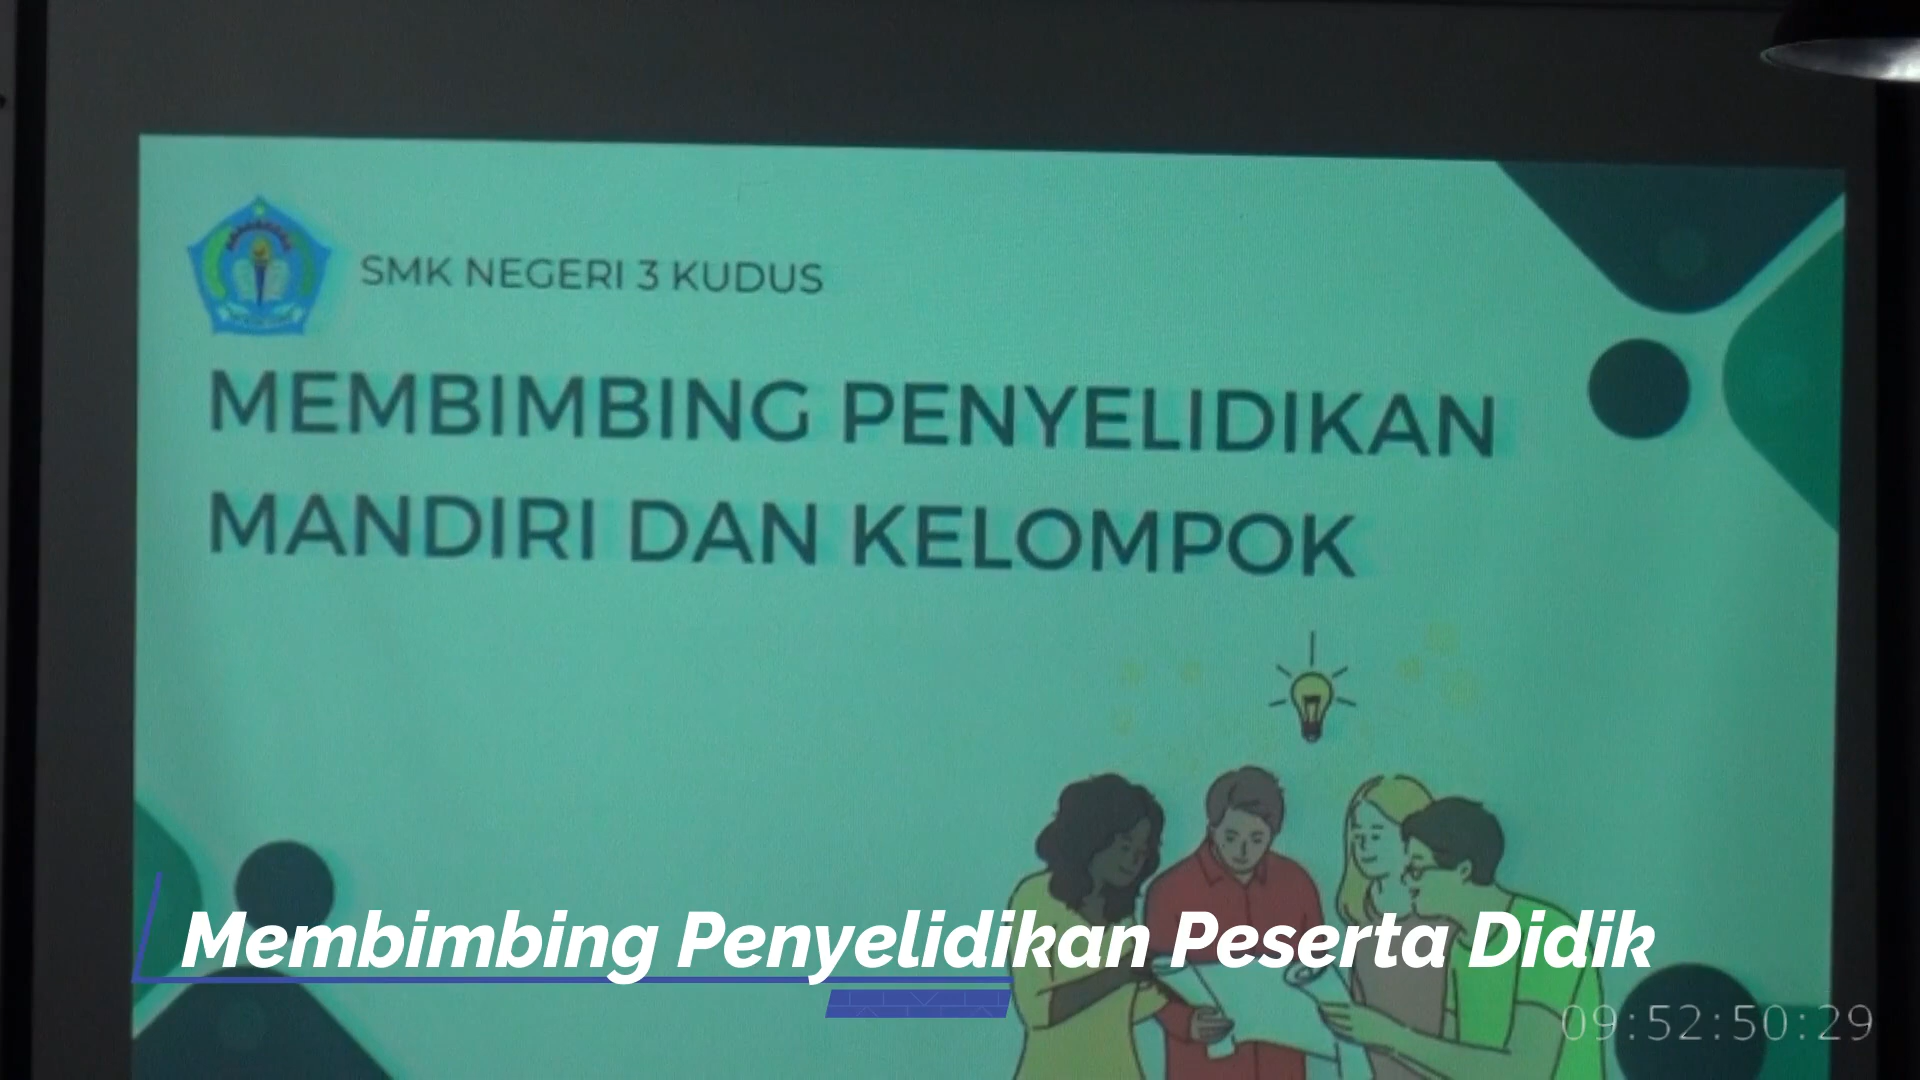 SMK NEGERI 3 KUDUS
MEMBIMBING PENYELIDIKAN
MANDIRI DAN KELOMPOK
Membimbing Penyelidikan Peserta Didik
09:52:50:29